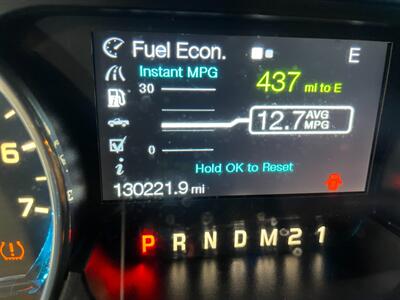 Fuel Econ.
E
Instant MPG
437 mi to E
30
12.7 AVG MPG
0
Hold OK to Reset
130221.9 mi
6
7
P R N D M 2 1